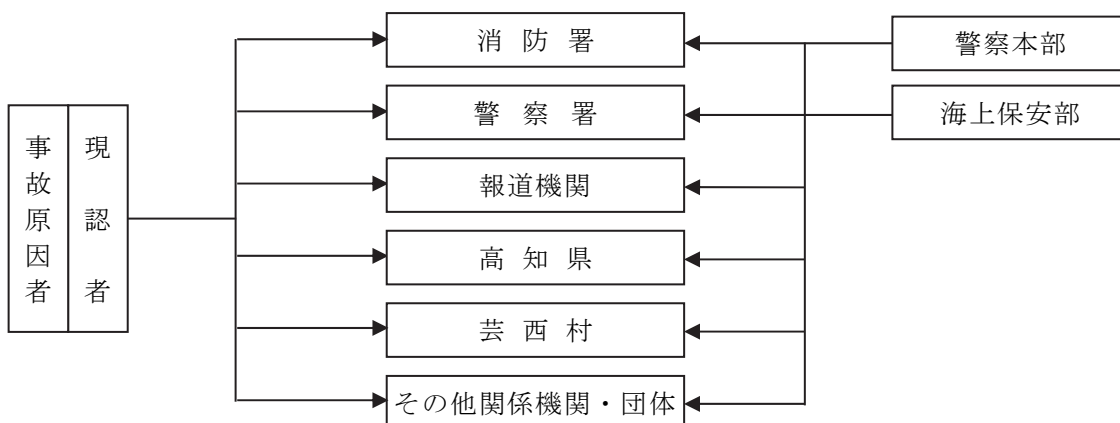 事故原因者
現認者
消防署
警察署
報道機関
高知県
芸西村
その他関係機関・団体
警察本部
海上保安部